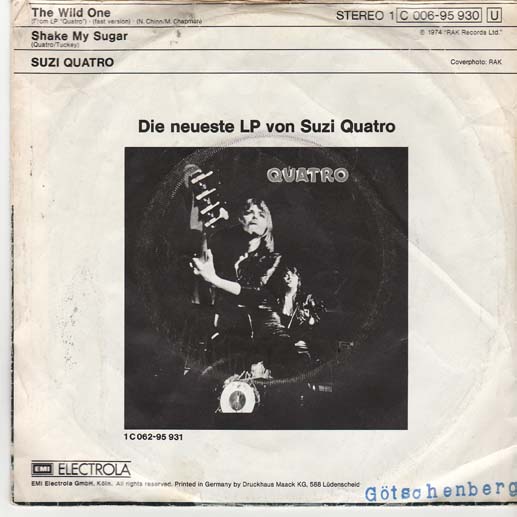 The Wild One
(From LP "Quatro") · (fast version) · (N. Chinn/M. Chapman)
STEREO 1 C 006-95 930 U
Shake My Sugar
(Quatro/Tuckey)
℗ 1974 "RAK Records Ltd."
SUZI QUATRO
Coverphoto: RAK
Die neueste LP von Suzi Quatro
QUATRO
1 C 062-95 931
EMI ELECTROLA
EMI Electrola GmbH, Köln. All rights reserved. Printed in Germany by Druckhaus Maack KG, 588 Lüdenscheid
Götschenberg